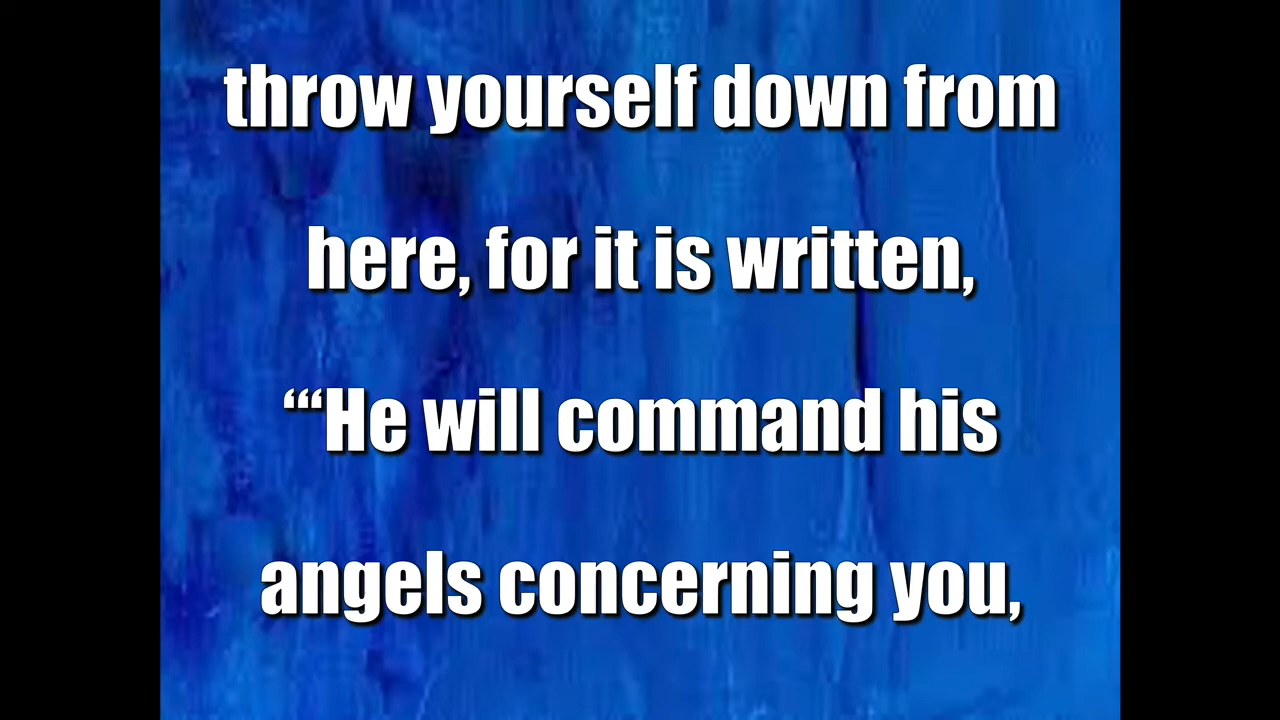 throw yourself down from
here, for it is written,
“‘“He will command his
angels concerning you,